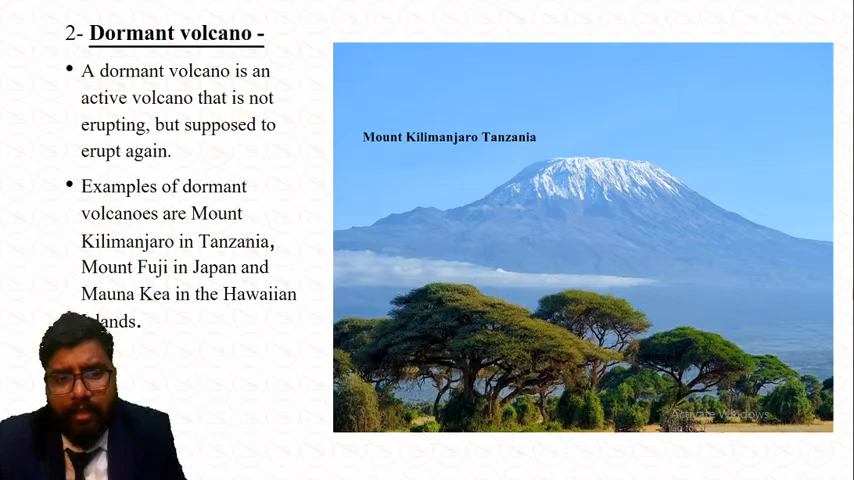 2- Dormant volcano -
• A dormant volcano is an
active volcano that is not
erupting, but supposed to
erupt again.
• Examples of dormant
volcanoes are Mount
Kilimanjaro in Tanzania,
Mount Fuji in Japan and
Mauna Kea in the Hawaiian
lands.
Mount Kilimanjaro Tanzania
Activate Windows